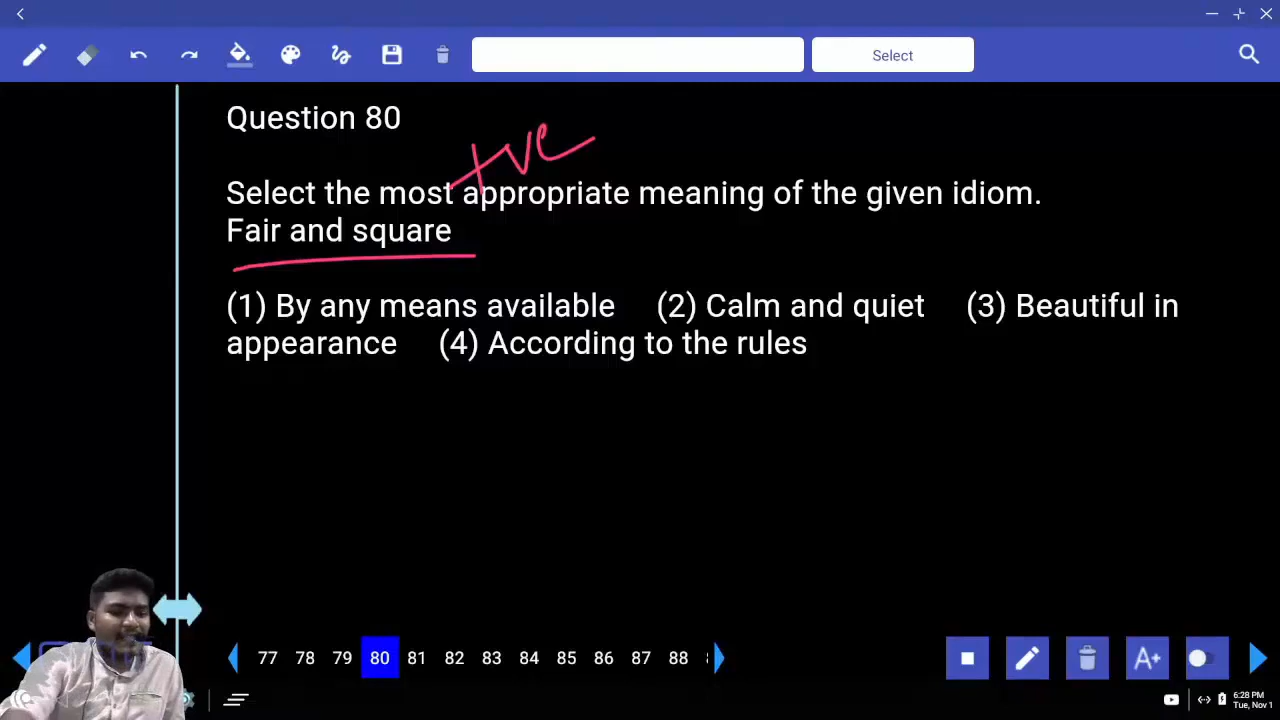 Select
Question 80
+ve
Select the most appropriate meaning of the given idiom.
Fair and square
(1) By any means available (2) Calm and quiet (3) Beautiful in
appearance (4) According to the rules
77 78 79 80 81 82 83 84 85 86 87 88
A+
6:28 PM
Tue, Nov 1